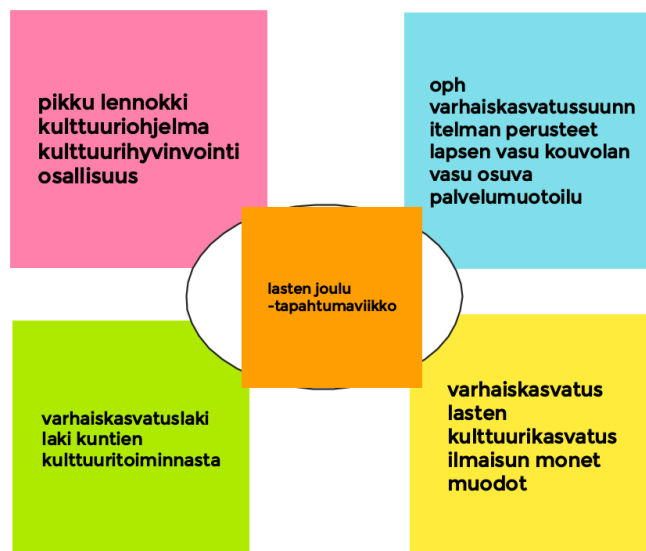 pikku lennokki
kulttuuriohjelma
kulttuurihyvinvointi
osallisuus
oph
varhaiskasvatussuunn
itelman perusteet
lapsen vasu kouvolan
vasu osuva
palvelumuotoilu
lasten joulu
-tapahtumaviikko
varhaiskasvatuslaki
laki kuntien
kulttuuritoiminnasta
varhaiskasvatus
lasten
kulttuurikasvatus
ilmaisun monet
muodot